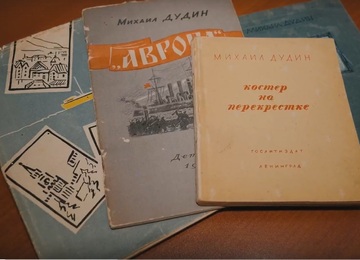 МИХАИЛ ДУДИН
„АВРОРА"
МИХАИЛ ДУДИН
костер
на
перекрестке
ГОСЛИТИЗДАТ
ЛЕНИНГРАД